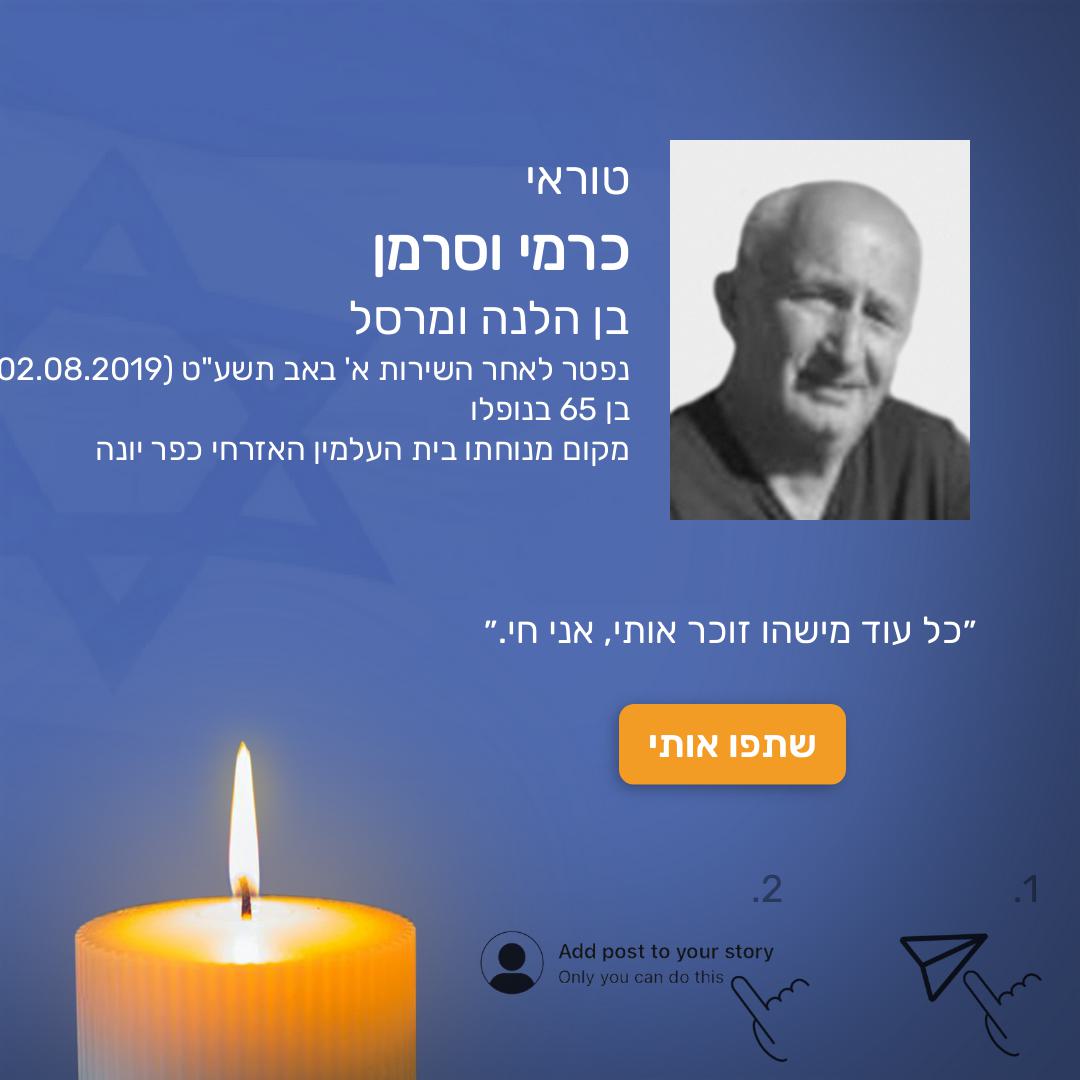 טוראי
כרמי וסרמן
בן הלנה ומרסל
נפטר לאחר השירות א' באב תשע"ט (02.08.2019
בן 65 בנופלו
מקום מנוחתו בית העלמין האזרחי כפר יונה
״כל עוד מישהו זוכר אותי, אני חי.״
שתפו אותי
1.
2.
Add post to your story
Only you can do this